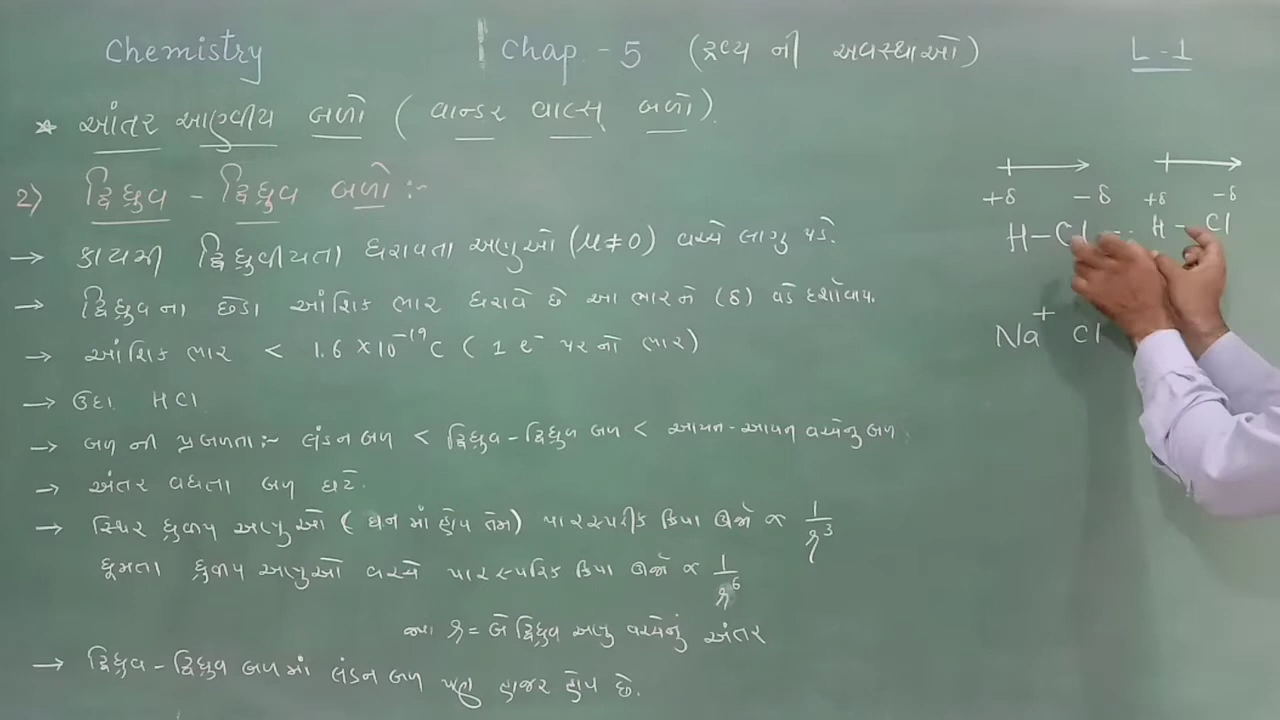 Chemistry Chap. - 5 (દ્રવ્ય ની અવસ્થાઓ) L - 1
* આંતર આણ્વીય બળો ( વાન્ડર વાલ્સ બળો).
2) દ્વિધ્રુવ - દ્વિધ્રુવ બળો :-
→ કાયમી દ્વિધ્રુવીયતા ધરાવતા અણુઓ (μ ≠ 0) વચ્ચે લાગુ પડે.
→ દ્વિધ્રુવના છેડા આંશિક ભાર ધરાવે છે આ ભારને (δ) વડે દર્શાવાય.
→ આંશિક ભાર < 1.6 × 10⁻¹⁹ C ( 1 e⁻ પરનો ભાર)
→ ઉદા. HCl
→ બળ ની પ્રબળતા :- લંડન બળ < દ્વિધ્રુવ - દ્વિધ્રુવ બળ < આયન - આયન વચ્ચેનુ બળ
→ અંતર વધતા બળ ઘટે.
→ સ્થિર ધ્રુવીય અણુઓ ( ઘન માં હોય તેમ) પારસ્પરીક ક્રિયા ઊર્જા ∝ 1/r³
ઘૂમતા ધ્રુવીય અણુઓ વચ્ચે પારસ્પરિક ક્રિયા ઊર્જા ∝ 1/r⁶
r = બે દ્વિધ્રુવ અણુ વચ્ચેનું અંતર
→ દ્વિધ્રુવ - દ્વિધ્રુવ બળમાં લંડન બળ પણ હાજર હોય છે.
+δ -δ +δ -δ
H - Cl -- H - Cl
Na⁺ Cl